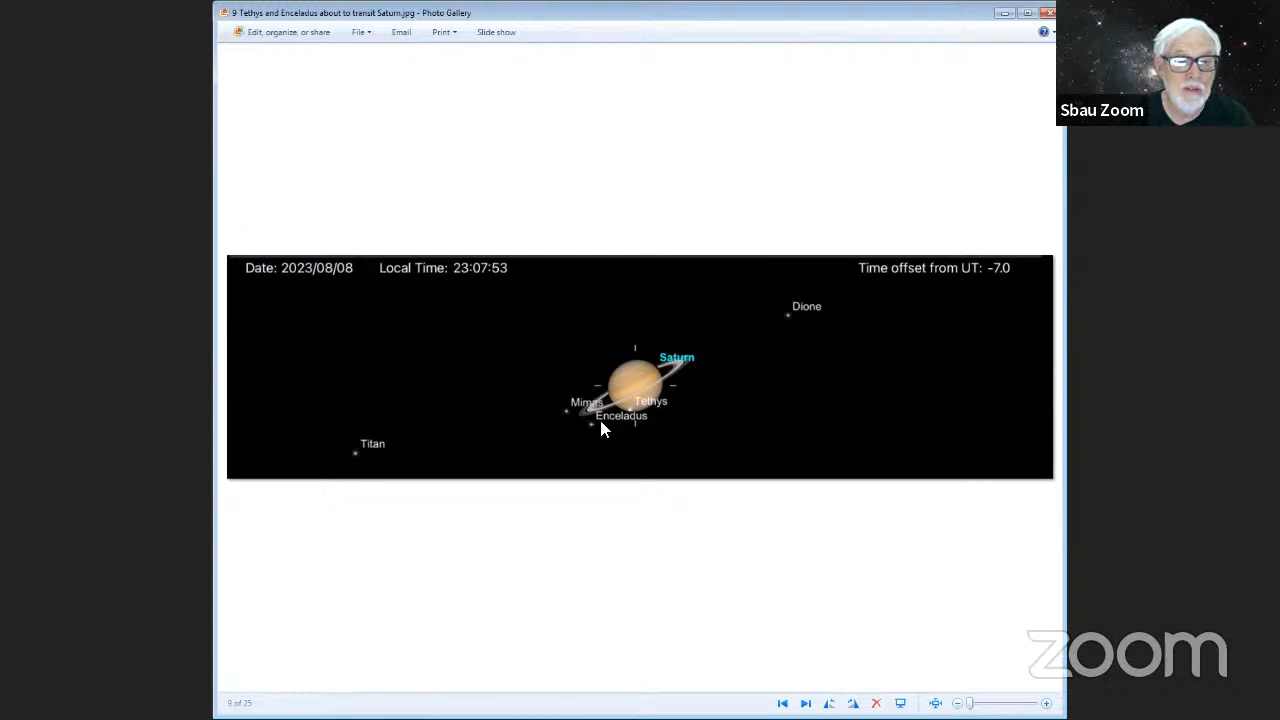 9 Tethys and Enceladus about to transit Saturn.jpg - Photo Gallery
Edit, organize, or share File Email Print Slide show
Sbau Zoom
Date: 2023/08/08 Local Time: 23:07:53 Time offset from UT: -7.0
Dione
Saturn
Mimas Tethys
Enceladus
Titan
zoom
9 of 25